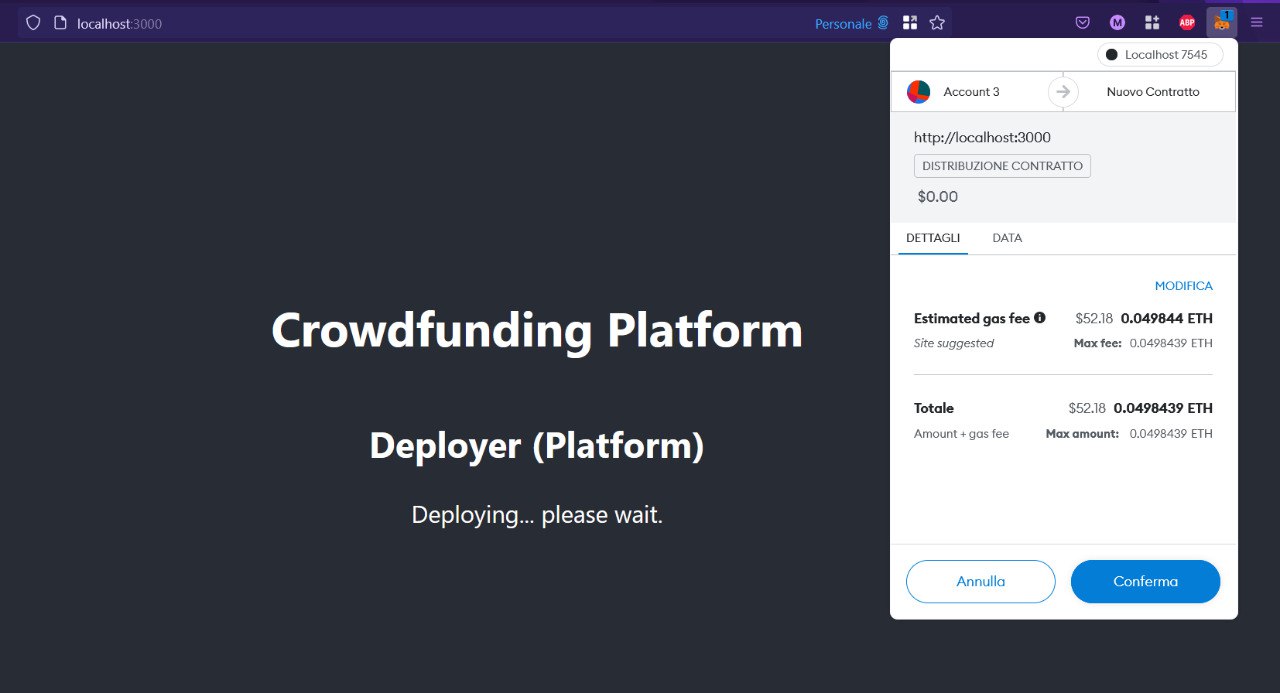 localhost:3000
Personale
M
ABP
1
Localhost 7545
Account 3
Nuovo Contratto
http://localhost:3000
DISTRIBUZIONE CONTRATTO
$0.00
DETTAGLI DATA
MODIFICA
Estimated gas fee $52.18 0.049844 ETH
Site suggested Max fee: 0.0498439 ETH
Totale $52.18 0.0498439 ETH
Amount + gas fee Max amount: 0.0498439 ETH
Annulla Conferma
Crowdfunding Platform
Deployer (Platform)
Deploying... please wait.